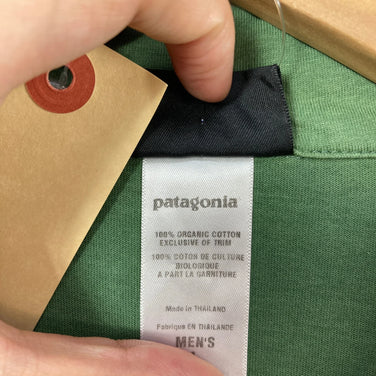 patagonia
100% ORGANIC COTTON
EXCLUSIVE OF TRIM
100% COTON DE CULTURE
BIOLOGIQUE
A PART LA GARNITURE
Made in THAILAND
Fabriqué en THAILANDE
MEN'S